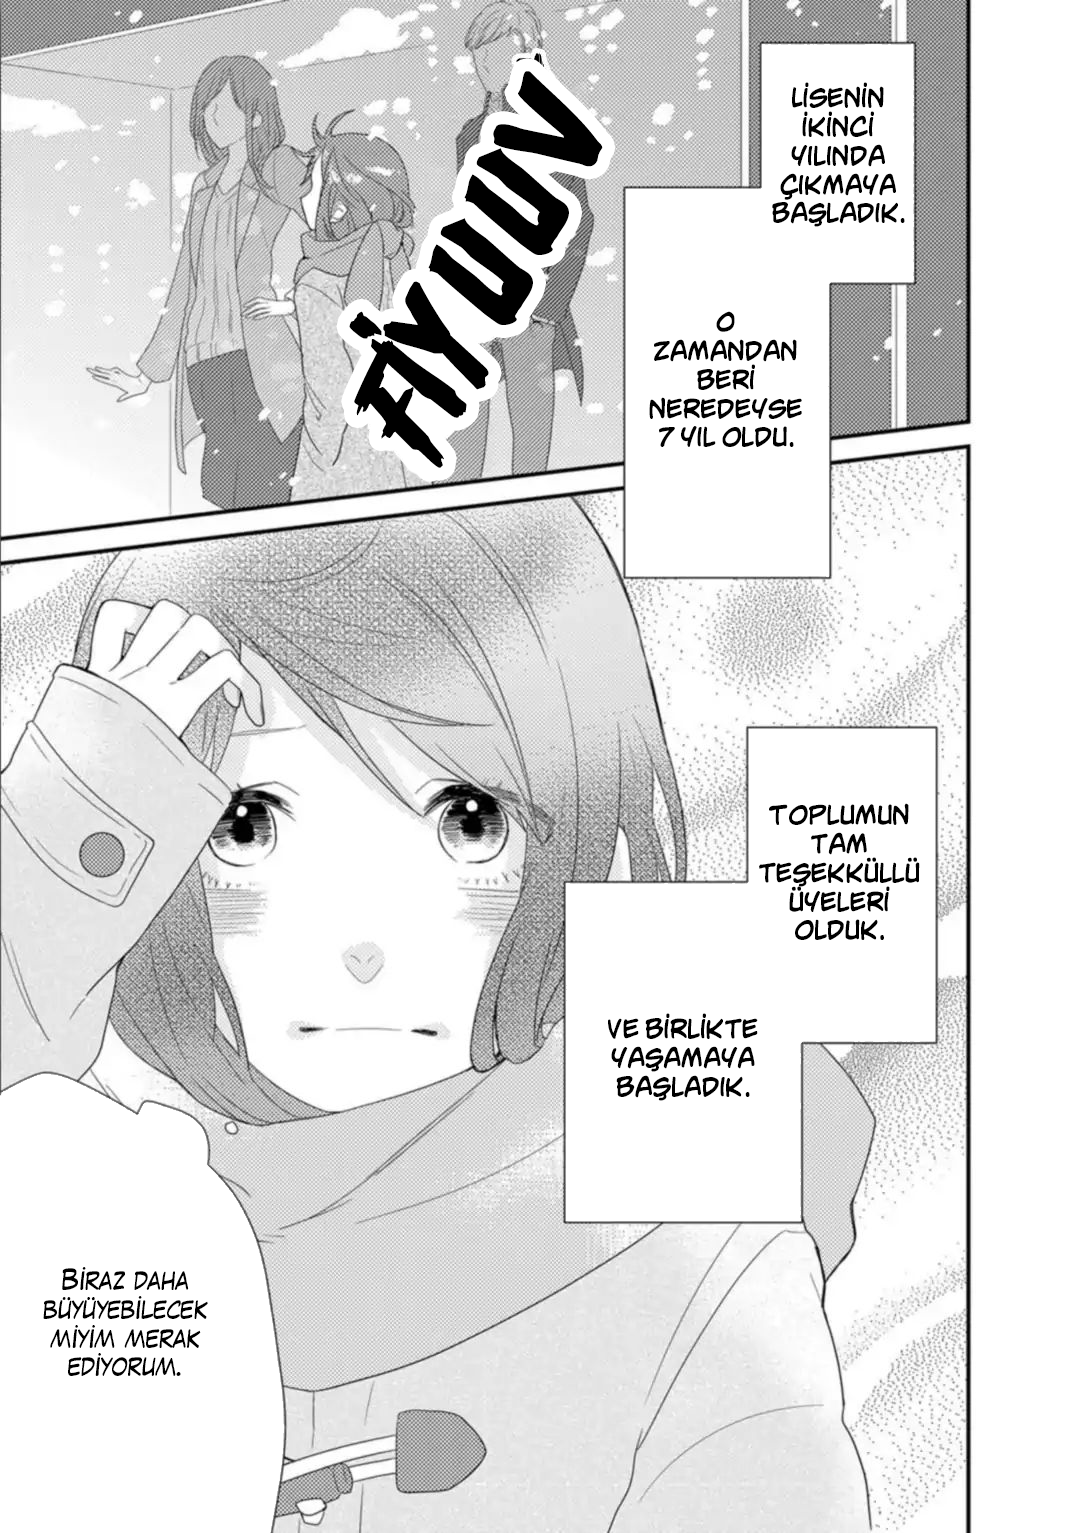 LİSENİN
İKİNCİ
YILINDA
ÇIKMAYA
BAŞLADIK.
FİYUUV
O
ZAMANDAN
BERİ
NEREDEYSE
7 YIL OLDU.
TOPLUMUN
TAM
TEŞEKKÜLLÜ
ÜYELERİ
OLDUK.
VE BİRLİKTE
YAŞAMAYA
BAŞLADIK.
BİRAZ DAHA
BÜYÜYEBİLECEK
MİYİM MERAK
EDİYORUM.